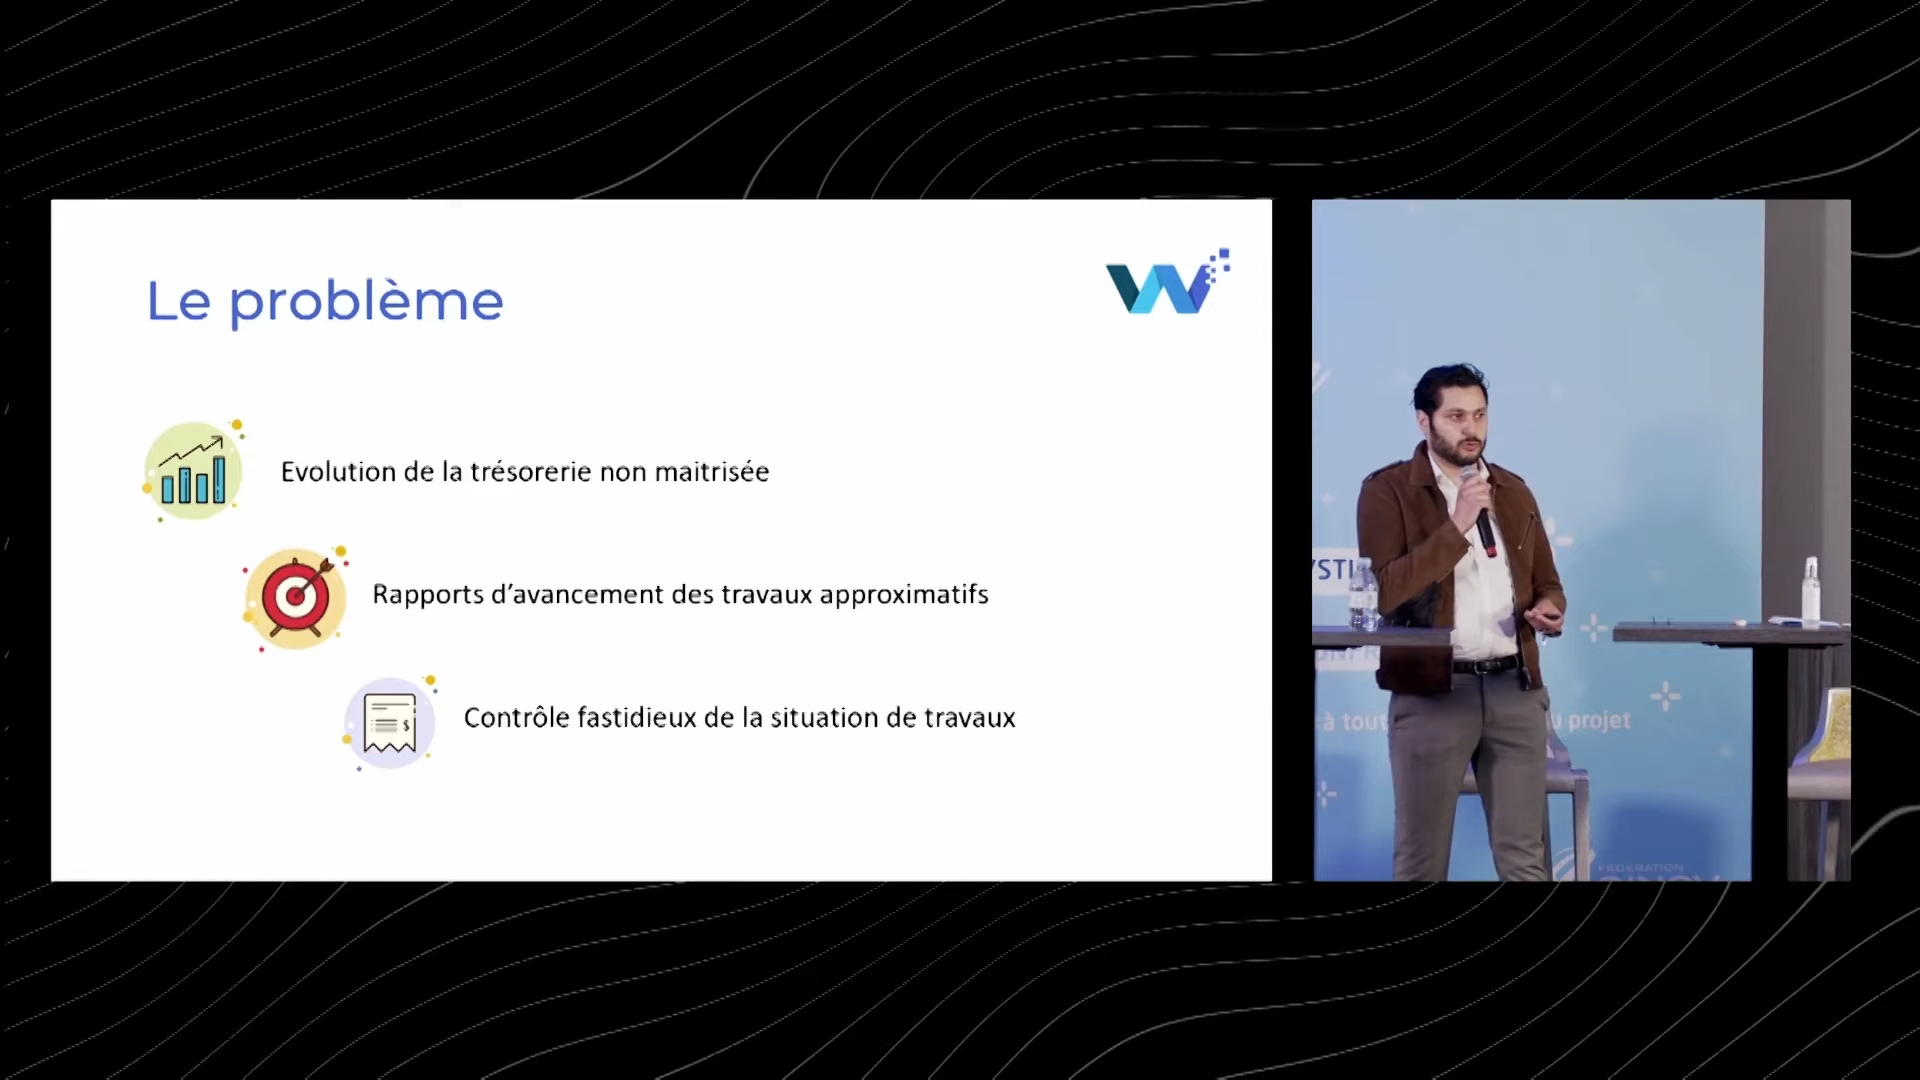 Le problème
Evolution de la trésorerie non maitrisée
Rapports d’avancement des travaux approximatifs
Contrôle fastidieux de la situation de travaux
à tout
projet
FÉDÉRATION